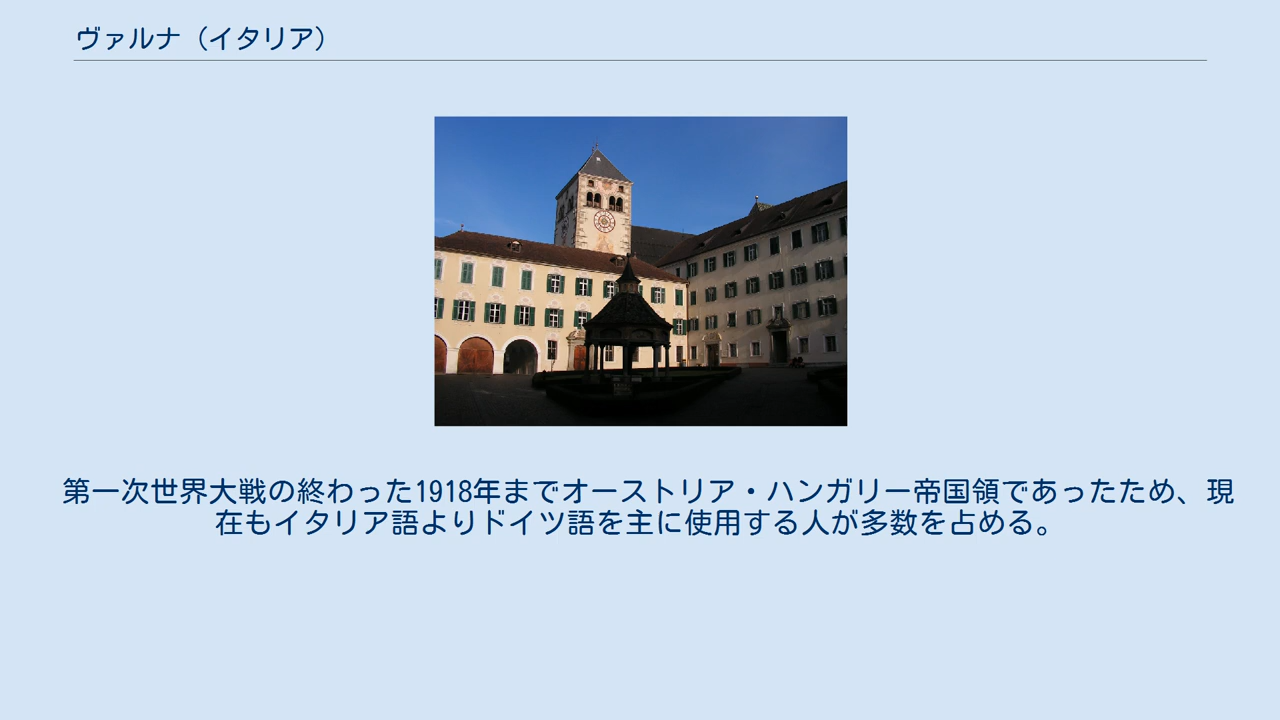 ヴァルナ（イタリア）
第一次世界大戦の終わった1918年までオーストリア・ハンガリー帝国領であったため、現
在もイタリア語よりドイツ語を主に使用する人が多数を占める。